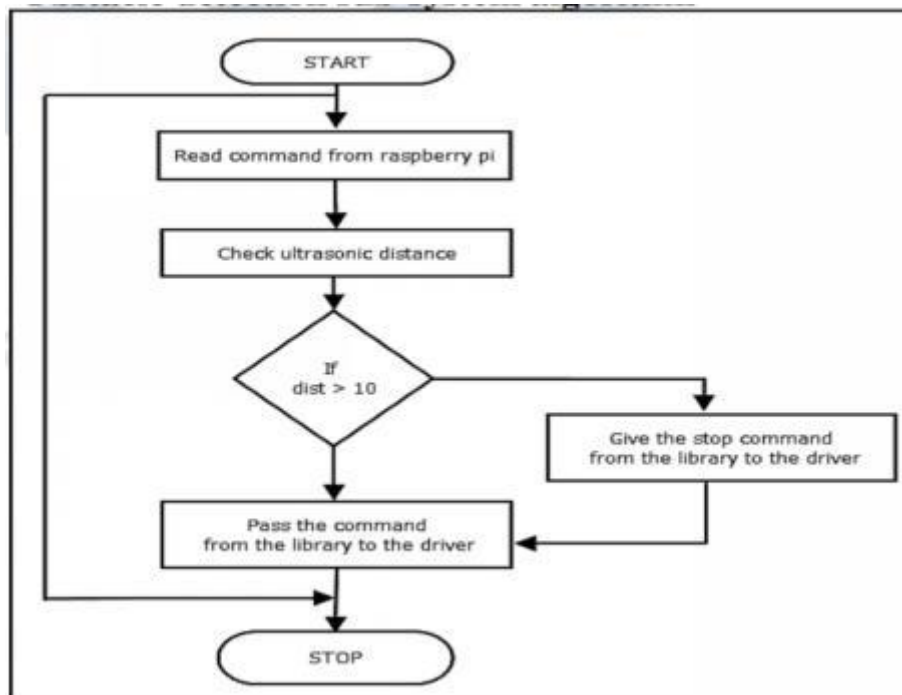 START
Read command from raspberry pi
Check ultrasonic distance
If
dist > 10
Give the stop command
from the library to the driver
Pass the command
from the library to the driver
STOP